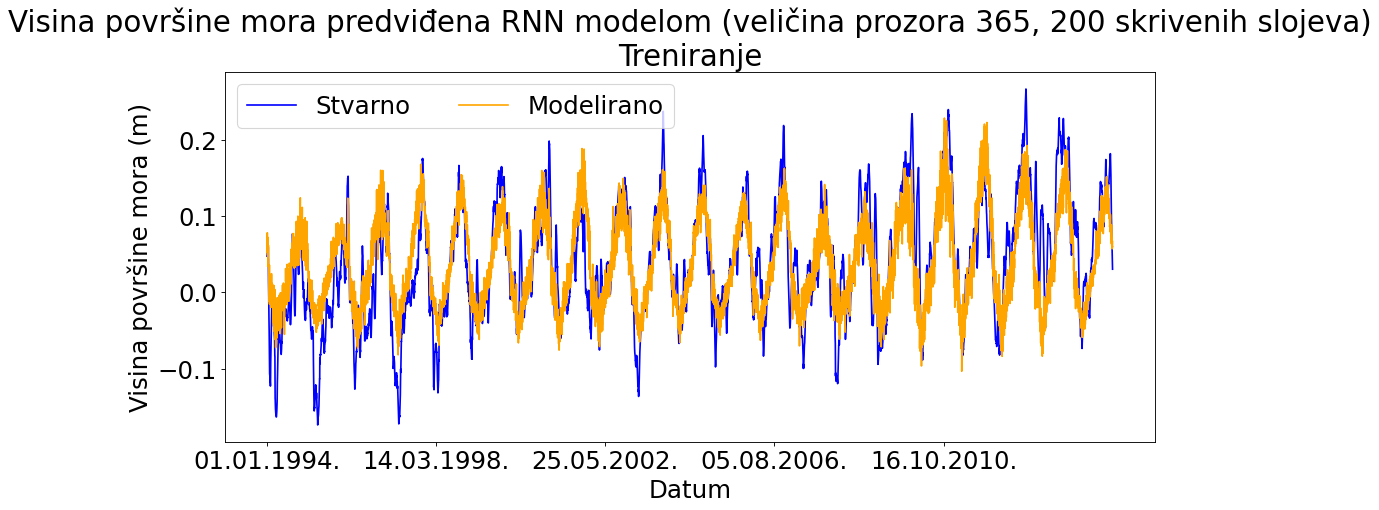 Visina površine mora predviđena RNN modelom (veličina prozora 365, 200 skrivenih slojeva)
Treniranje
Stvarno
Modelirano
Visina površine mora (m)
0.2
0.1
0.0
−0.1
01.01.1994.
14.03.1998.
25.05.2002.
05.08.2006.
16.10.2010.
Datum